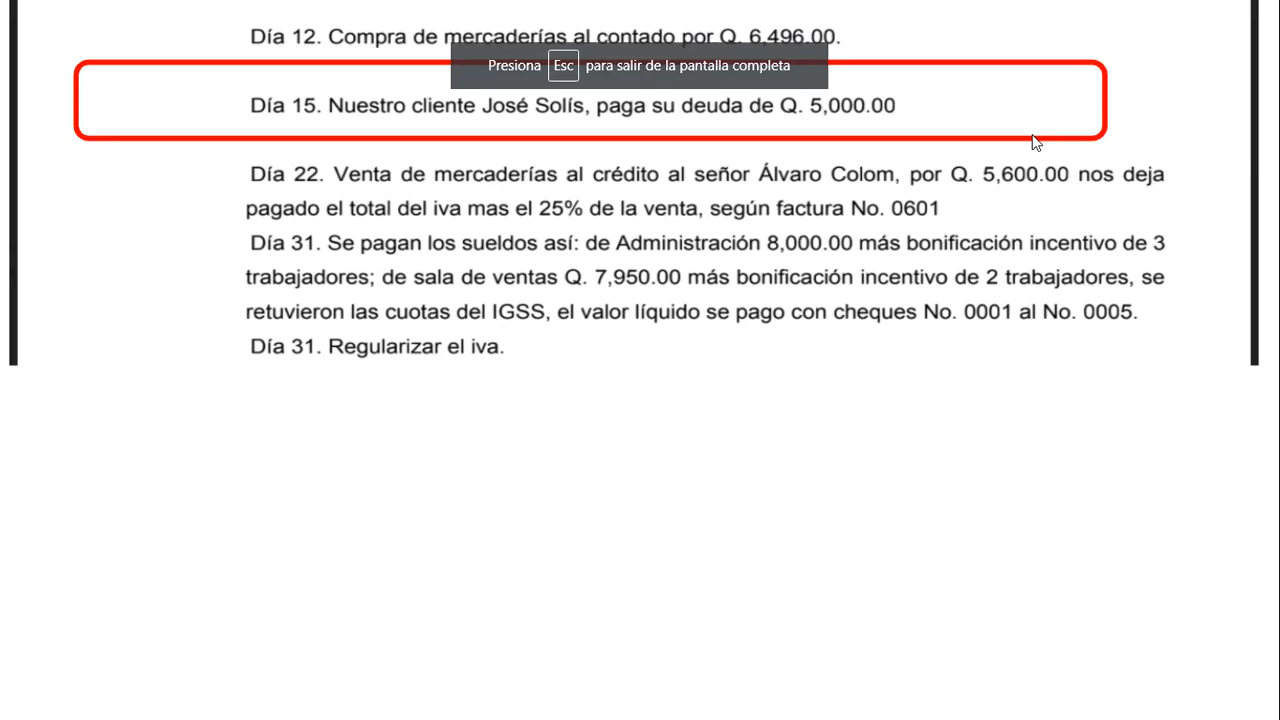 Día 12. Compra de mercaderías al contado por Q. 6,496.00.
Presiona Esc para salir de la pantalla completa
Día 15. Nuestro cliente José Solís, paga su deuda de Q. 5,000.00
Día 22. Venta de mercaderías al crédito al señor Álvaro Colom, por Q. 5,600.00 nos deja
pagado el total del iva mas el 25% de la venta, según factura No. 0601
Día 31. Se pagan los sueldos así: de Administración 8,000.00 más bonificación incentivo de 3
trabajadores; de sala de ventas Q. 7,950.00 más bonificación incentivo de 2 trabajadores, se
retuvieron las cuotas del IGSS, el valor líquido se pago con cheques No. 0001 al No. 0005.
Día 31. Regularizar el iva.